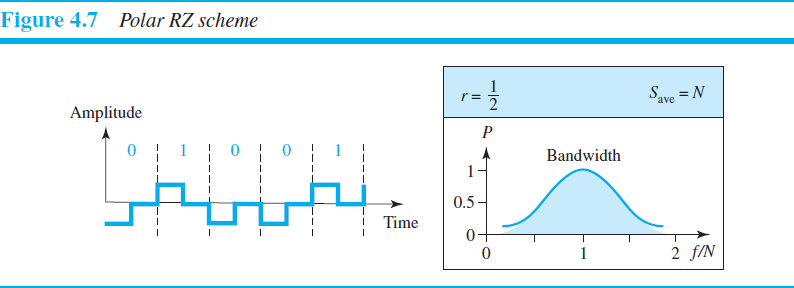 Figure 4.7 Polar RZ scheme
r = 1/2
Save = N
Amplitude
0 1 0 0 1
Time
P
Bandwidth
1
0.5
0
0 1 2 f/N